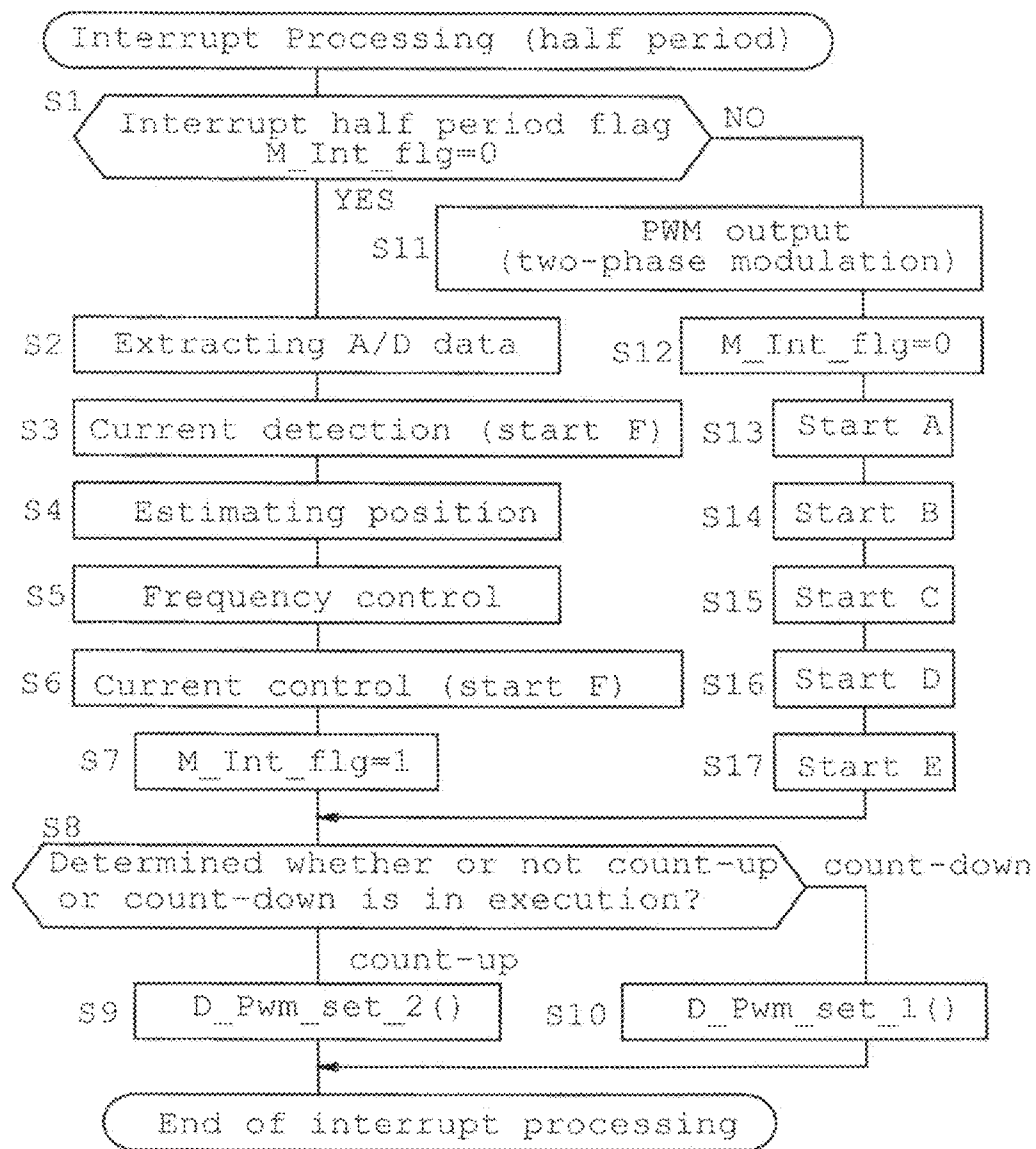 Interrupt Processing (half period)
S1
Interrupt half period flag
M_Int_flg=0
NO
YES
S11
PWM output
(two-phase modulation)
S2
Extracting A/D data
S12
M_Int_flg=0
S3
Current detection (start F)
S13
Start A
S4
Estimating position
S14
Start B
S5
Frequency control
S15
Start C
S6
Current control (start F)
S16
Start D
S7
M_Int_flg=1
S17
Start E
S8
Determined whether or not count-up
or count-down is in execution?
count-down
count-up
S9
D_Pwm_set_2()
S10
D_Pwm_set_1()
End of interrupt processing